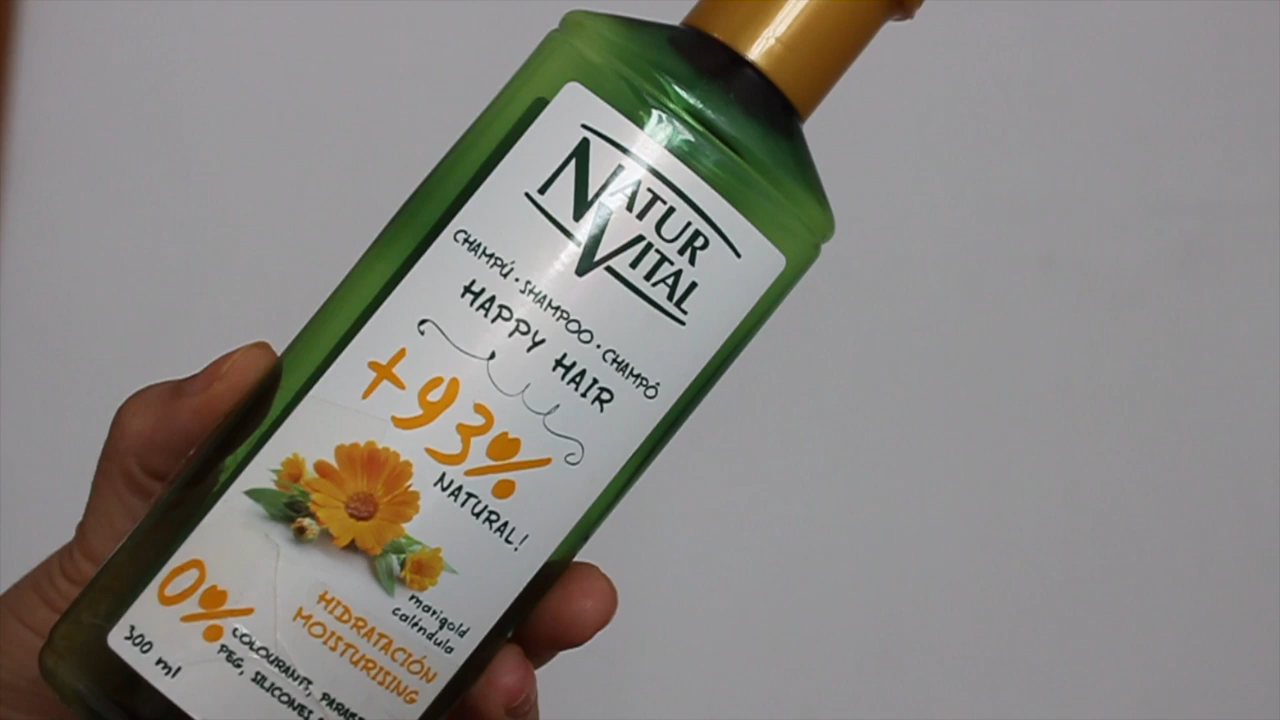 NATUR
VITAL
CHAMPÚ · SHAMPOO · CHAMPÔ
HAPPY HAIR
+93%
NATURAL!
marigold
caléndula
HIDRATACIÓN
MOISTURISING
0%
COLOURANTS,
PEG, SILICONES
300 ml